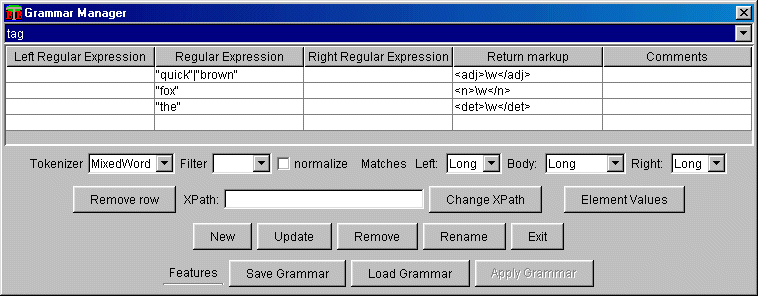 Grammar Manager
tag
Left Regular Expression Regular Expression Right Regular Expression Return markup Comments
"quick"|"brown" <adj>\w</adj>
"fox" <n>\w</n>
"the" <det>\w</det>
Tokenizer MixedWord Filter normalize Matches Left: Long Body: Long Right: Long
Remove row XPath: Change XPath Element Values
New Update Remove Rename Exit
Features Save Grammar Load Grammar Apply Grammar